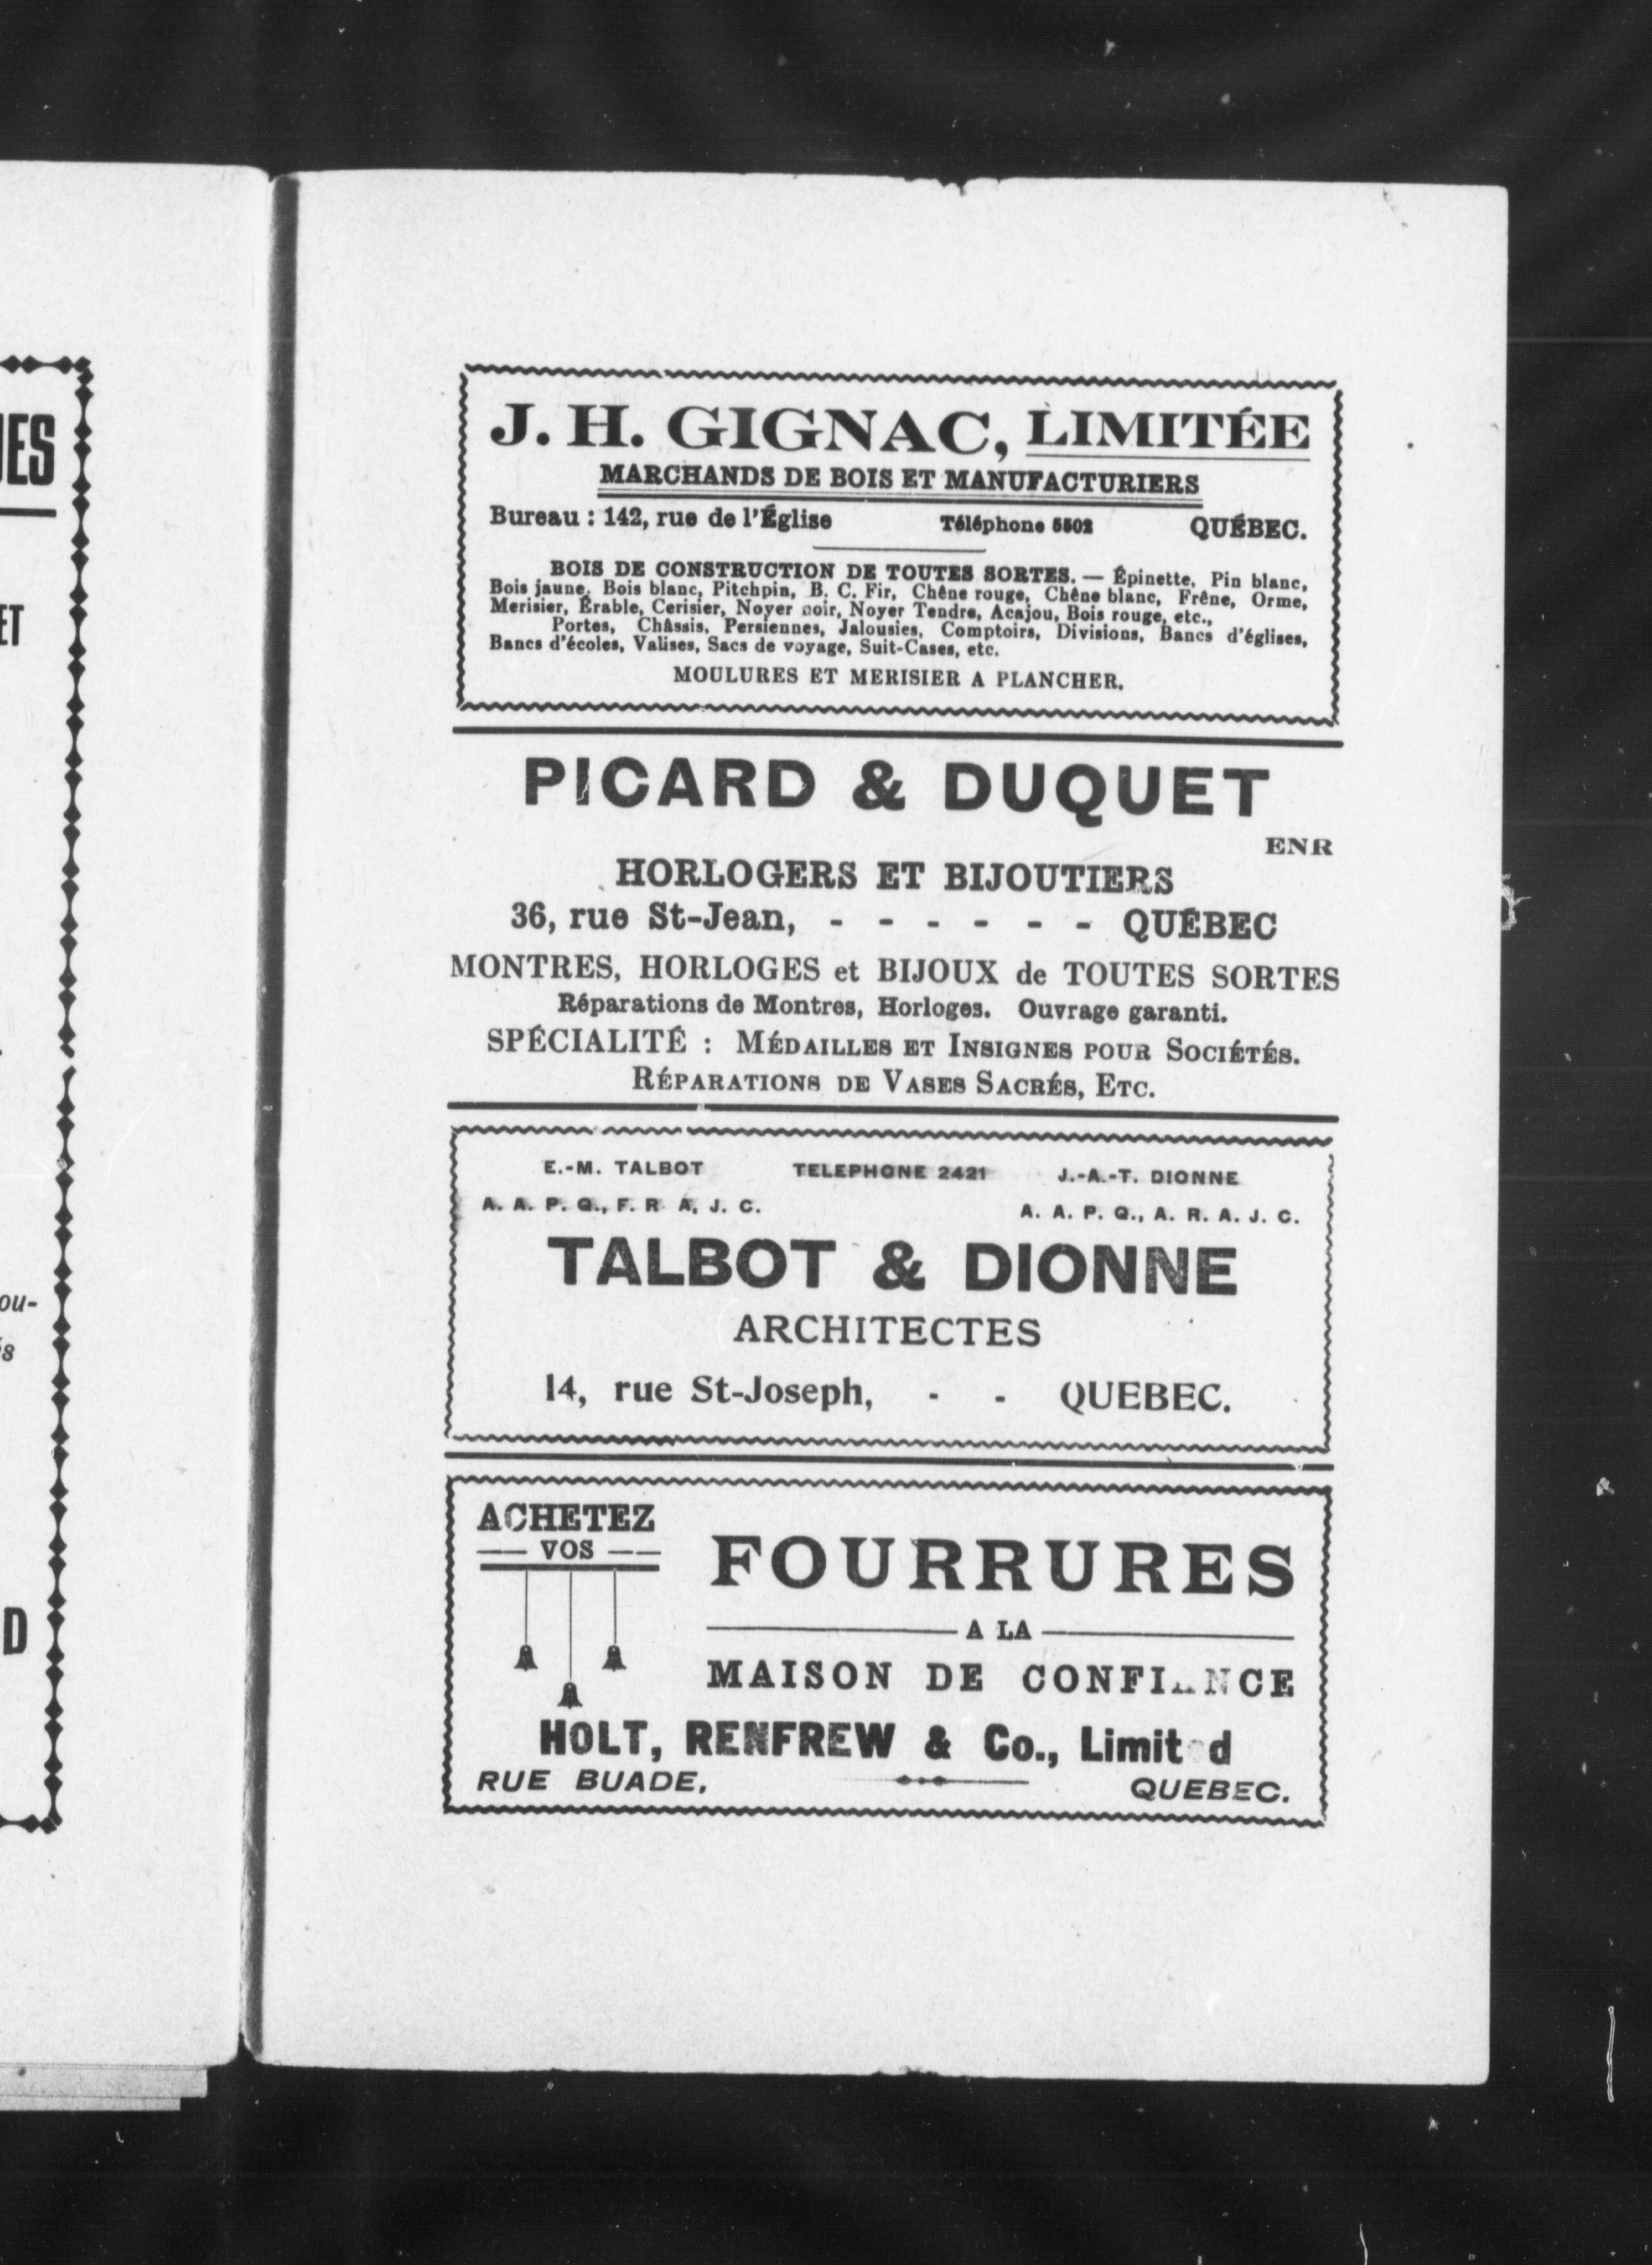 J. H. GIGNAC, LIMITÉE
MARCHANDS DE BOIS ET MANUFACTURIERS
Bureau : 142, rue de l'Église Téléphone 5502 QUÉBEC.
BOIS DE CONSTRUCTION DE TOUTES SORTES. — Épinette, Pin blanc,
Bois jaune, Bois blanc, Pitchpin, B. C. Fir, Chêne rouge, Chêne blanc, Frêne, Orme,
Merisier, Érable, Cerisier, Noyer noir, Noyer Tendre, Acajou, Bois rouge, etc.,
Portes, Châssis, Persiennes, Jalousies, Comptoirs, Divisions, Bancs d'églises,
Bancs d'écoles, Valises, Sacs de voyage, Suit-Cases, etc.
MOULURES ET MERISIER A PLANCHER.
PICARD & DUQUET
ENR
HORLOGERS ET BIJOUTIERS
36, rue St-Jean, - - - - - - QUÉBEC
MONTRES, HORLOGES et BIJOUX de TOUTES SORTES
Réparations de Montres, Horloges. Ouvrage garanti.
SPÉCIALITÉ : MÉDAILLES ET INSIGNES POUR SOCIÉTÉS.
RÉPARATIONS DE VASES SACRÉS, ETC.
E.-M. TALBOT TELEPHONE 2421 J.-A.-T. DIONNE
A. A. P. Q., F. R. A, J. C. A. A. P. Q., A. R. A. J. C.
TALBOT & DIONNE
ARCHITECTES
14, rue St-Joseph, - - QUEBEC.
ACHETEZ
— VOS —
FOURRURES
A LA
MAISON DE CONFIANCE
HOLT, RENFREW & Co., Limit d
RUE BUADE, QUEBEC.
ET
ou-
D